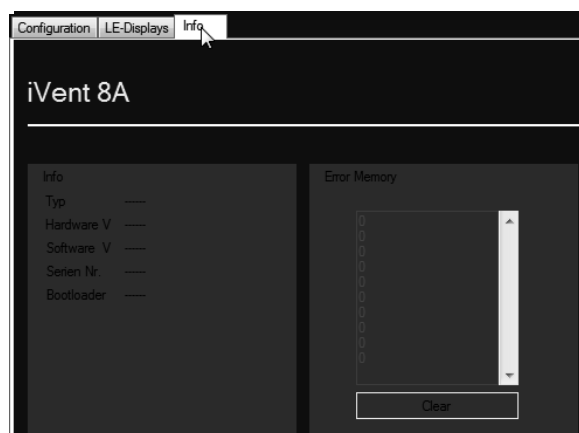 Configuration LE-Displays Info
iVent 8A
Info
Typ -----
Hardware V -----
Software V -----
Serien Nr. -----
Bootloader -----
Error Memory
0
0
0
0
0
0
0
0
0
0
Clear